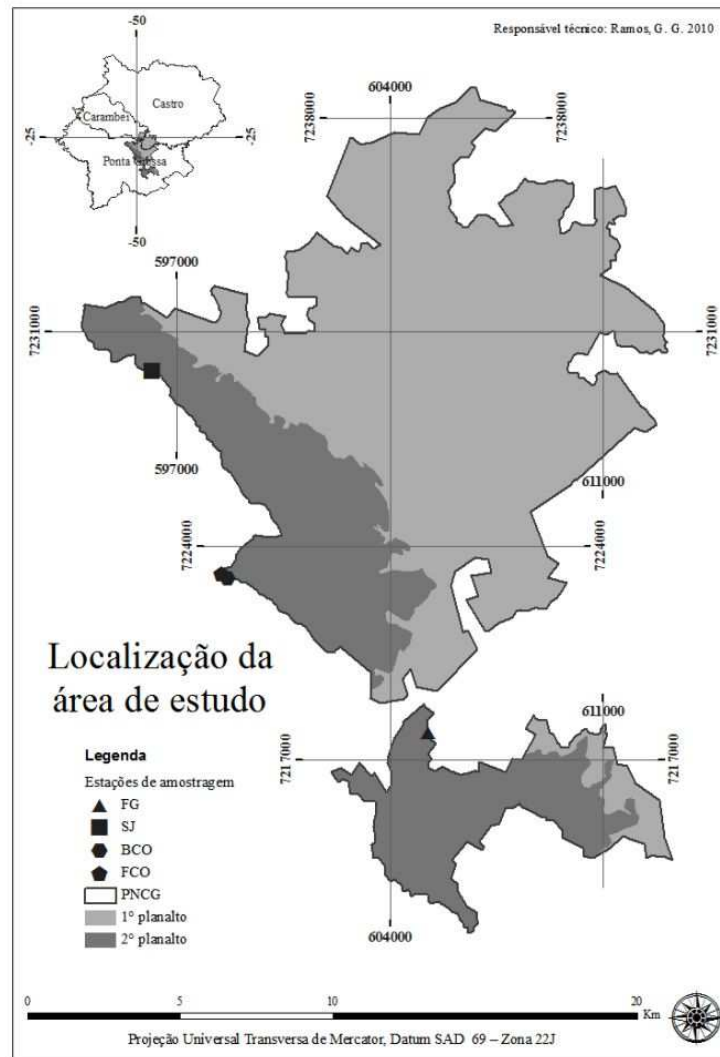 Responsável técnico: Ramos, G. G. 2010
-50
Castro
Carambeí
-25
-25
Ponta Grossa
-50
604000
7238000
7238000
597000
7231000
7231000
597000
611000
7224000
7224000
Localização da
área de estudo
611000
7217000
7217000
604000
Legenda
Estações de amostragem
FG
SJ
BCO
FCO
PNCG
1° planalto
2° planalto
0
5
10
20
Km
Projeção Universal Transversa de Mercator, Datum SAD 69 – Zona 22J